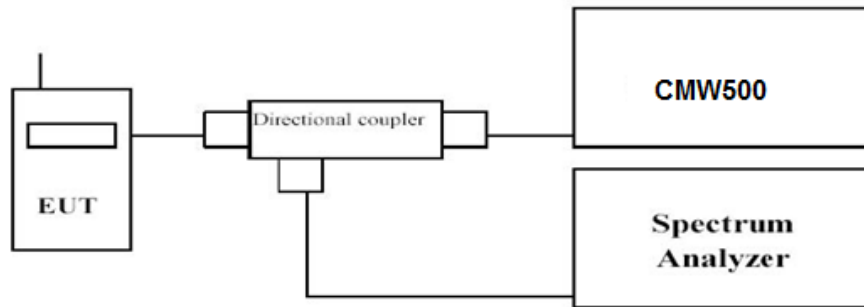 Directional coupler
CMW500
EUT
Spectrum
Analyzer